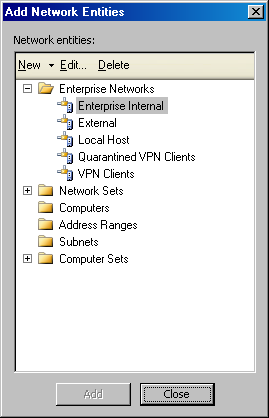 Add Network Entities
Network entities:
New Edit... Delete
Enterprise Networks
Enterprise Internal
External
Local Host
Quarantined VPN Clients
VPN Clients
Network Sets
Computers
Address Ranges
Subnets
Computer Sets
Add Close